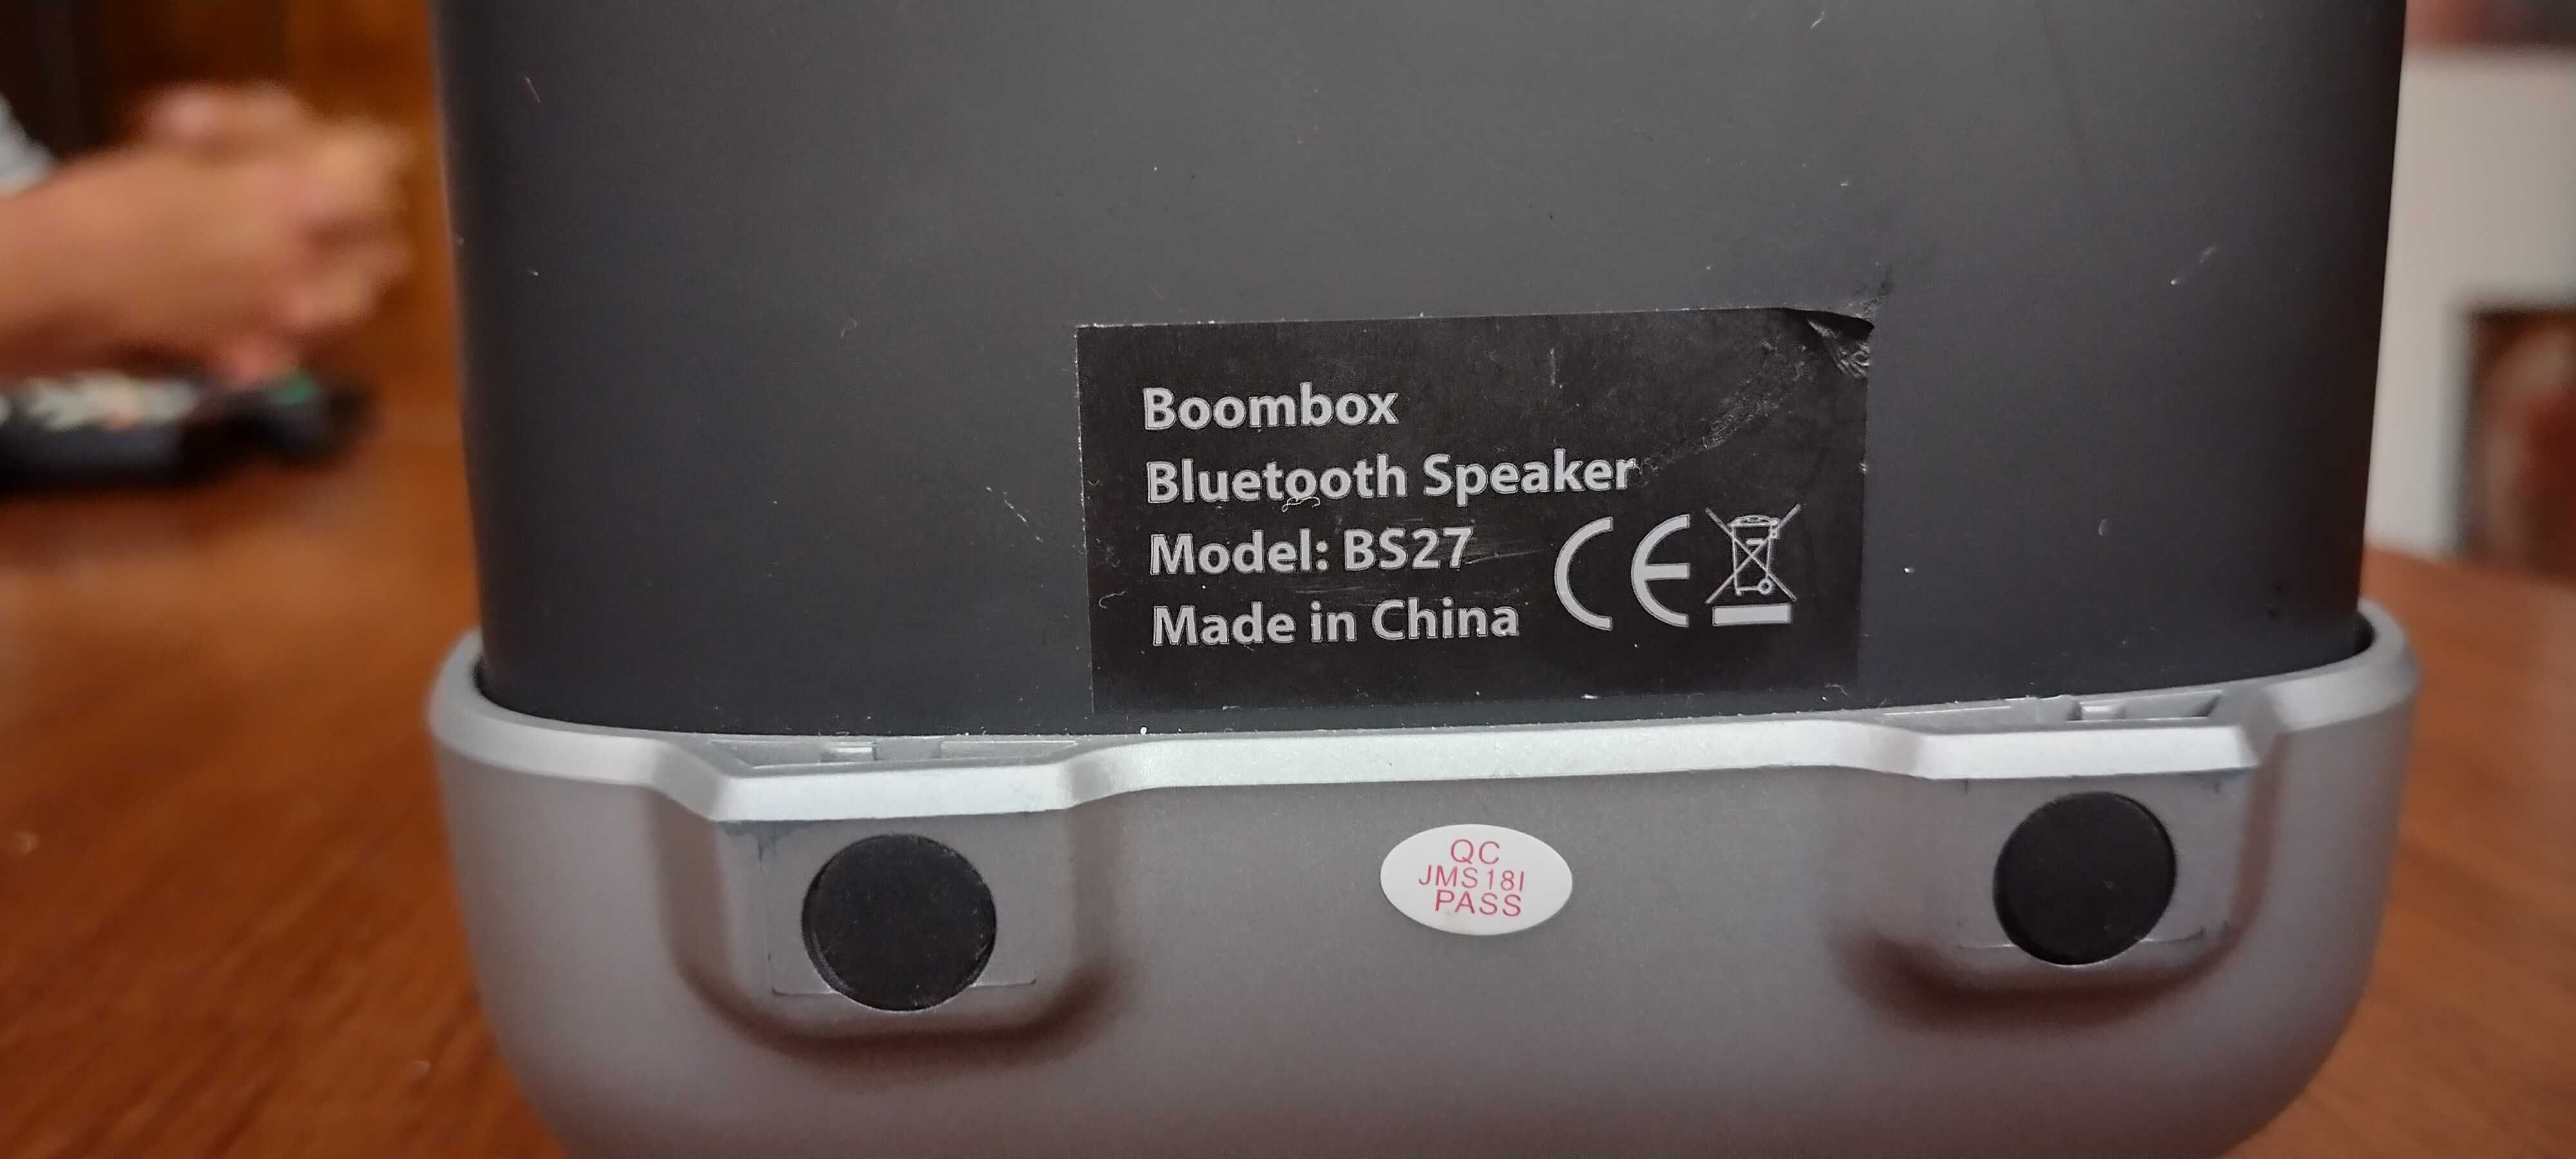 Boombox
Bluetooth Speaker
Model: BS27
Made in China
CE
QC
JMS18I
PASS